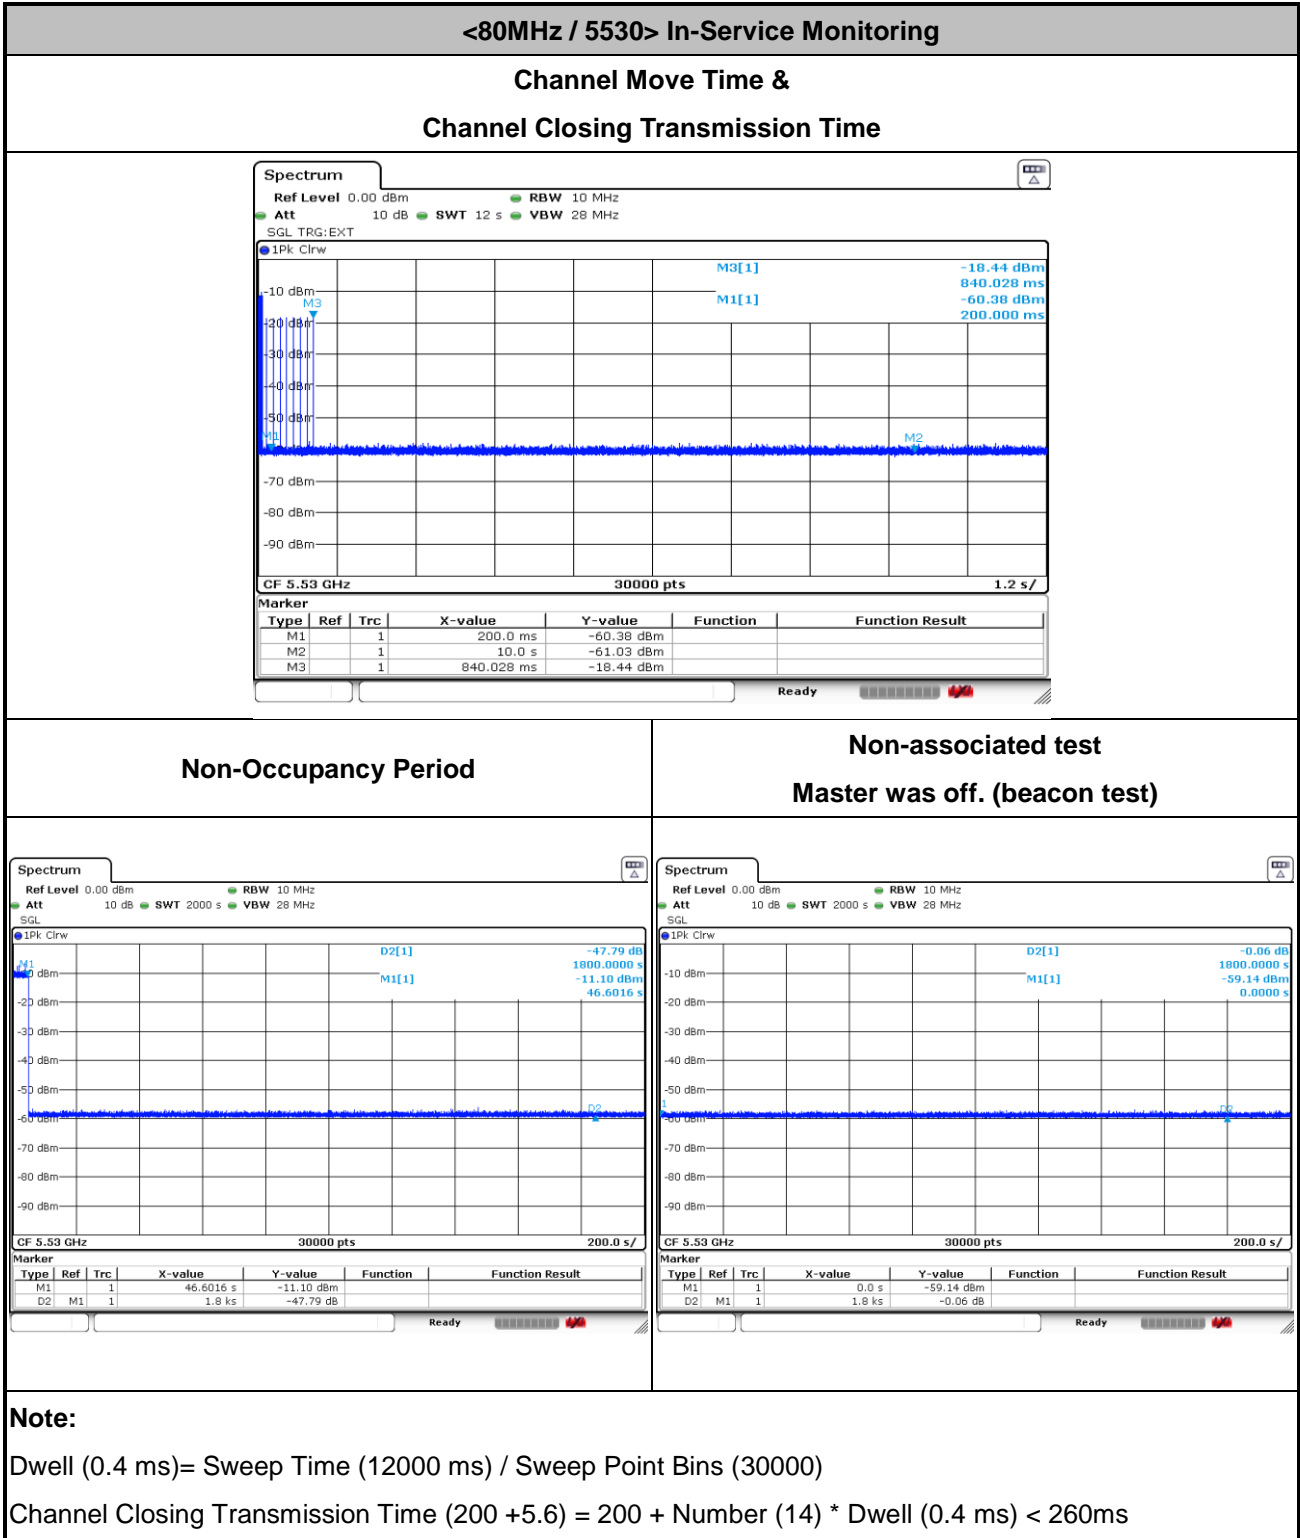 <80MHz / 5530> In-Service Monitoring
Channel Move Time &
Channel Closing Transmission Time
Spectrum
Ref Level 0.00 dBm RBW 10 MHz
Att 10 dB SWT 12 s VBW 28 MHz
SGL TRG:EXT
1Pk Clrw
M3[1] -18.44 dBm
840.028 ms
-10 dBm
M1[1] -60.38 dBm
200.000 ms
M3
-20 dBm
-30 dBm
-40 dBm
-50 dBm
M1
M2
-70 dBm
-80 dBm
-90 dBm
CF 5.53 GHz 30000 pts 1.2 s/
Marker
Type Ref Trc X-value Y-value Function Function Result
M1 1 200.0 ms -60.38 dBm
M2 1 10.0 s -61.03 dBm
M3 1 840.028 ms -18.44 dBm
Ready
Non-Occupancy Period
Non-associated test
Master was off. (beacon test)
Spectrum
Ref Level 0.00 dBm RBW 10 MHz
Att 10 dB SWT 2000 s VBW 28 MHz
SGL
1Pk Clrw
D2[1] -47.79 dB
1800.0000 s
M1
M1[1] -11.10 dBm
46.6016 s
-20 dBm
-30 dBm
-40 dBm
-50 dBm
D2
-60 dBm
-70 dBm
-80 dBm
-90 dBm
CF 5.53 GHz 30000 pts 200.0 s/
Marker
Type Ref Trc X-value Y-value Function Function Result
M1 1 46.6016 s -11.10 dBm
D2 M1 1 1.8 ks -47.79 dB
Ready
Spectrum
Ref Level 0.00 dBm RBW 10 MHz
Att 10 dB SWT 2000 s VBW 28 MHz
SGL
1Pk Clrw
D2[1] -0.06 dB
1800.0000 s
-10 dBm
M1[1] -59.14 dBm
0.0000 s
-20 dBm
-30 dBm
-40 dBm
-50 dBm
D2
-60 dBm
-70 dBm
-80 dBm
-90 dBm
CF 5.53 GHz 30000 pts 200.0 s/
Marker
Type Ref Trc X-value Y-value Function Function Result
M1 1 0.0 s -59.14 dBm
D2 M1 1 1.8 ks -0.06 dB
Ready
Note:
Dwell (0.4 ms)= Sweep Time (12000 ms) / Sweep Point Bins (30000)
Channel Closing Transmission Time (200 +5.6) = 200 + Number (14) * Dwell (0.4 ms) < 260ms